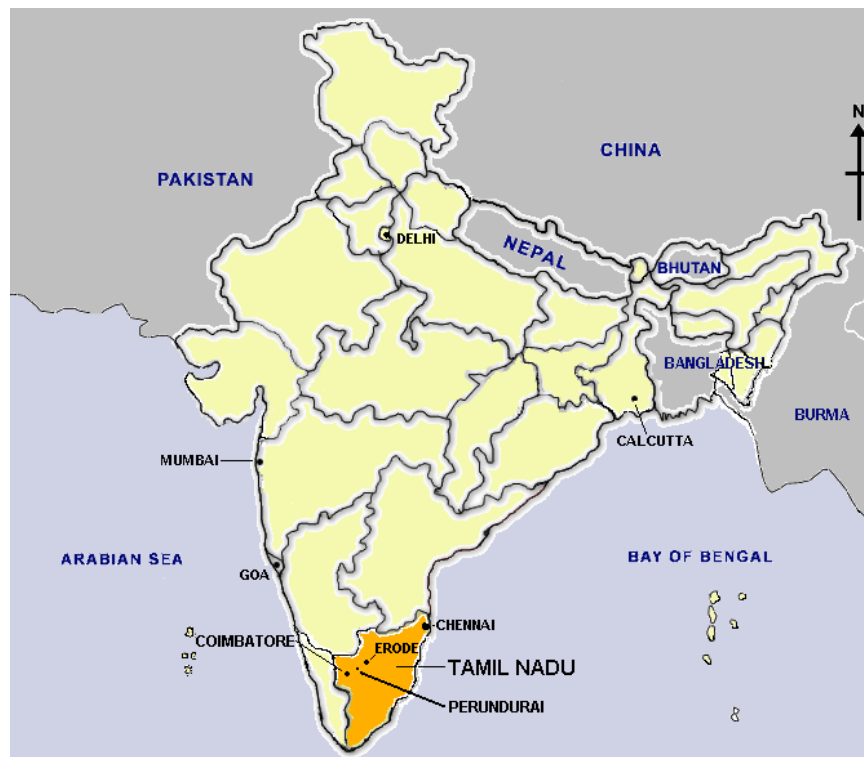 N
CHINA
PAKISTAN
DELHI
NEPAL
BHUTAN
BANGLADESH
BURMA
CALCUTTA
MUMBAI
ARABIAN SEA
BAY OF BENGAL
GOA
CHENNAI
COIMBATORE
ERODE
TAMIL NADU
PERUNDURAI